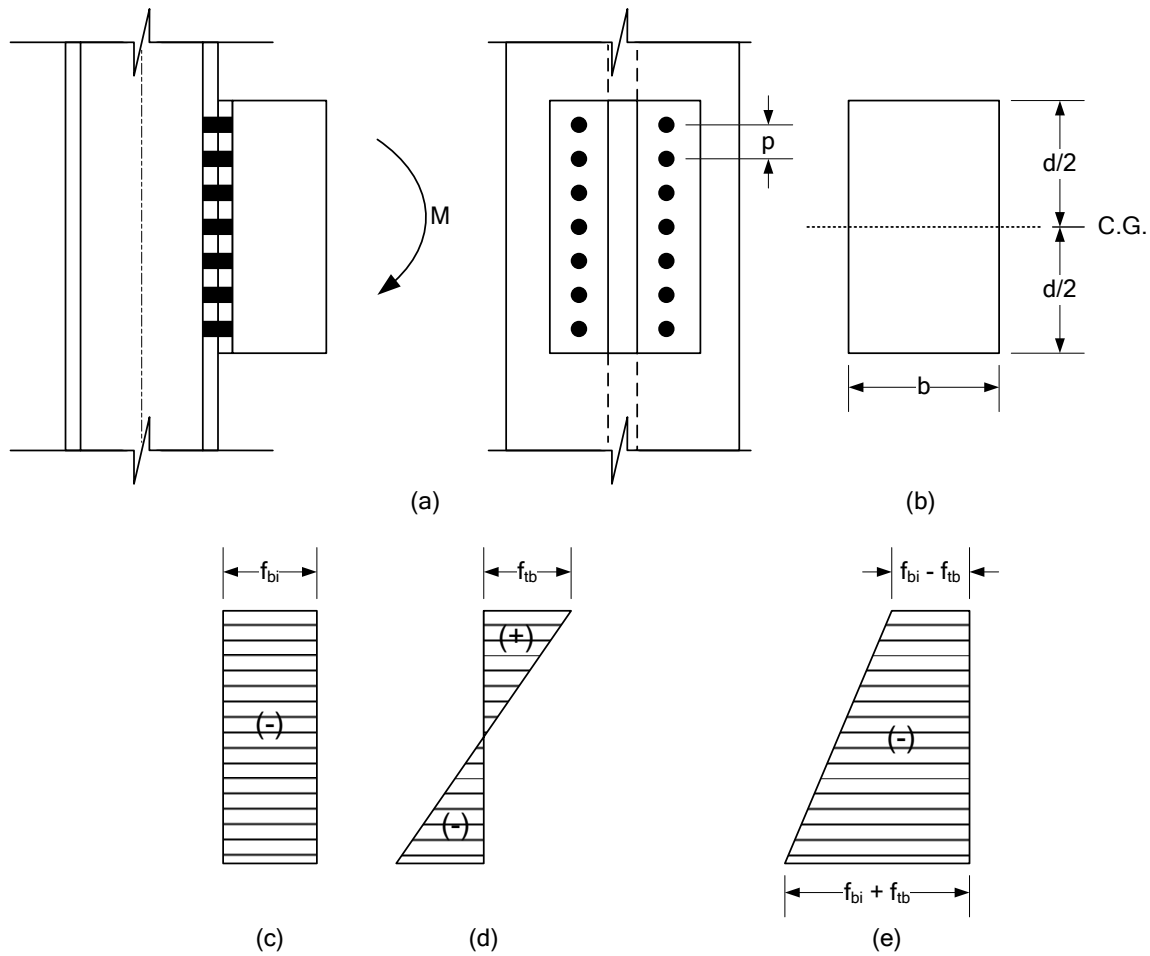 M
p
d/2
C.G.
d/2
b
(a)
(b)
f_bi
f_tb
f_bi - f_tb
(+)
(-)
(-)
(-)
f_bi + f_tb
(c)
(d)
(e)